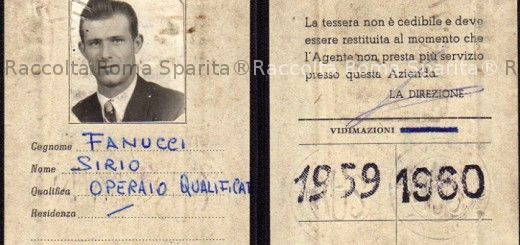 La tessera non è cedibile e deve
essere restituita al momento che
l'Agente non presta più servizio
presso questa Azienda.
LA DIREZIONE
Raccolta Roma Sparita® Raccolta Roma Sparita®
Cognome FANUCCI
Nome SIRIO
Qualifica OPERAIO QUALIFICAT
Residenza
VIDIMAZIONI
1959 1960